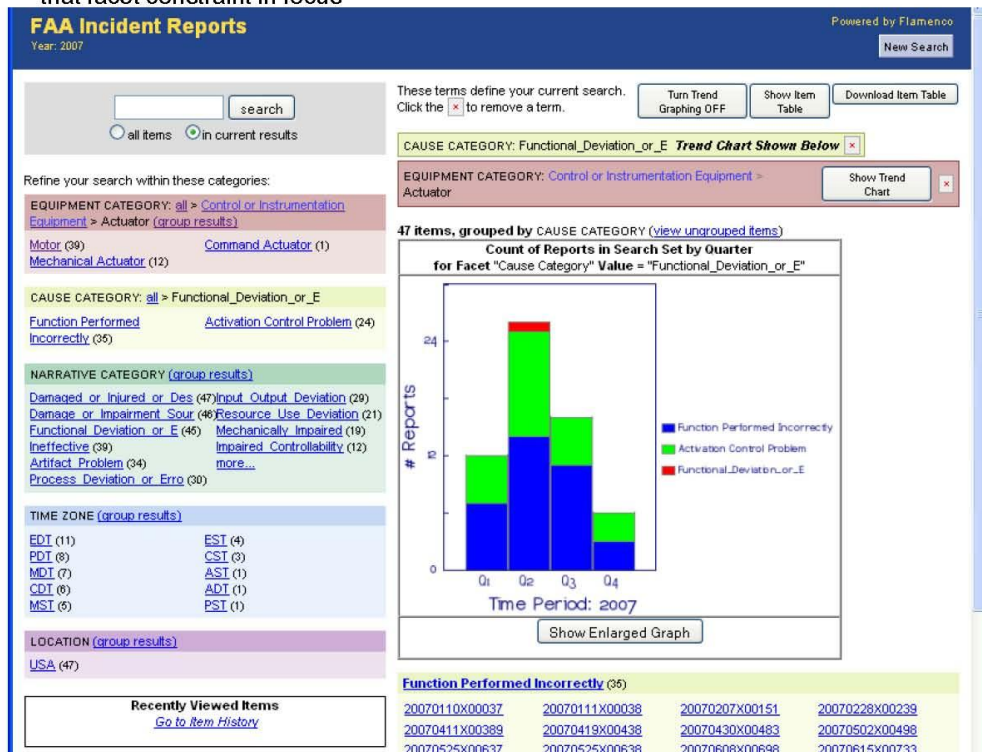 that facet constraint in focus
FAA Incident Reports
Year: 2007
Powered by Flamenco
New Search
search
all items in current results
Refine your search within these categories:
EQUIPMENT CATEGORY: all > Control or Instrumentation
Equipment > Actuator (group results)
Motor (39) Command Actuator (1)
Mechanical Actuator (12)
CAUSE CATEGORY: all > Functional_Deviation_or_E
Function Performed Activation Control Problem (24)
Incorrectly (35)
NARRATIVE CATEGORY (group results)
Damaged or Injured or Des (47) Input Output Deviation (29)
Damage or Impairment Sour (46) Resource Use Deviation (21)
Functional Deviation or E (45) Mechanically Impaired (19)
Ineffective (39) Impaired Controllability (12)
Artifact Problem (34) more...
Process Deviation or Erro (30)
TIME ZONE (group results)
EDT (11) EST (4)
PDT (8) CST (3)
MDT (7) AST (1)
CDT (6) ADT (1)
MST (5) PST (1)
LOCATION (group results)
USA (47)
Recently Viewed Items
Go to Item History
These terms define your current search.
Click the × to remove a term.
Turn Trend
Graphing OFF
Show Item
Table
Download Item Table
CAUSE CATEGORY: Functional_Deviation_or_E Trend Chart Shown Below ×
EQUIPMENT CATEGORY: Control or Instrumentation Equipment >
Actuator
Show Trend
Chart
×
47 items, grouped by CAUSE CATEGORY (view ungrouped items)
Count of Reports in Search Set by Quarter
for Facet "Cause Category" Value = "Functional_Deviation_or_E"
# Reports
24
12
0
Q1 Q2 Q3 Q4
Time Period: 2007
Function Performed Incorrectly
Activation Control Problem
Functional_Deviation_or_E
Show Enlarged Graph
Function Performed Incorrectly (35)
20070110X00037 20070111X00038 20070207X00151 20070228X00239
20070411X00389 20070419X00438 20070430X00483 20070502X00498
20070525X00637 20070525X00638 20070608X00698 20070615X00733